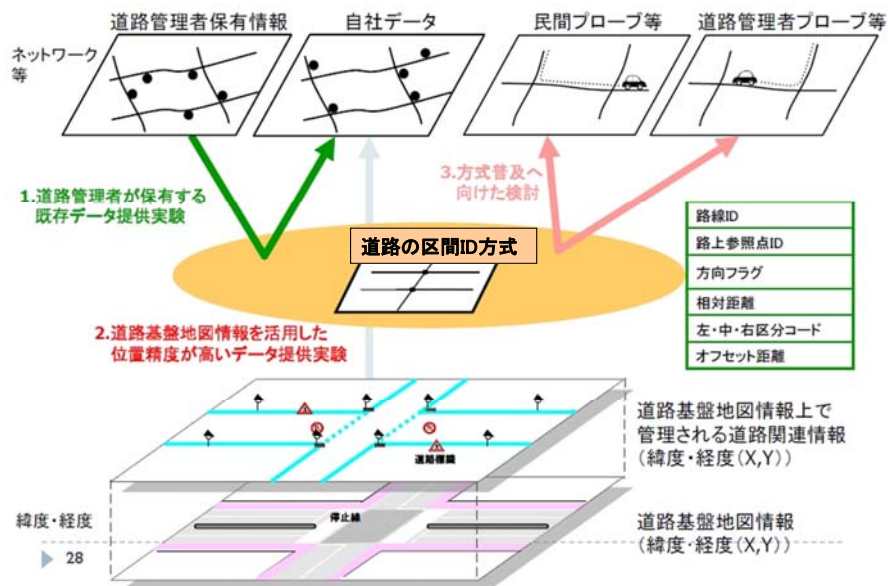 道路管理者保有情報
自社データ
民間プローブ等
道路管理者プローブ等
ネットワーク
等
1.道路管理者が保有する
既存データ提供実験
3.方式普及へ
向けた検討
道路の区間ID方式
路線ID
路上参照点ID
方向フラグ
相対距離
左・中・右区分コード
オフセット距離
2.道路基盤地図情報を活用した
位置精度が高いデータ提供実験
道路標識
道路基盤地図情報上で
管理される道路関連情報
(緯度・経度(X,Y))
緯度・経度
停止線
道路基盤地図情報
(緯度・経度(X,Y))
28